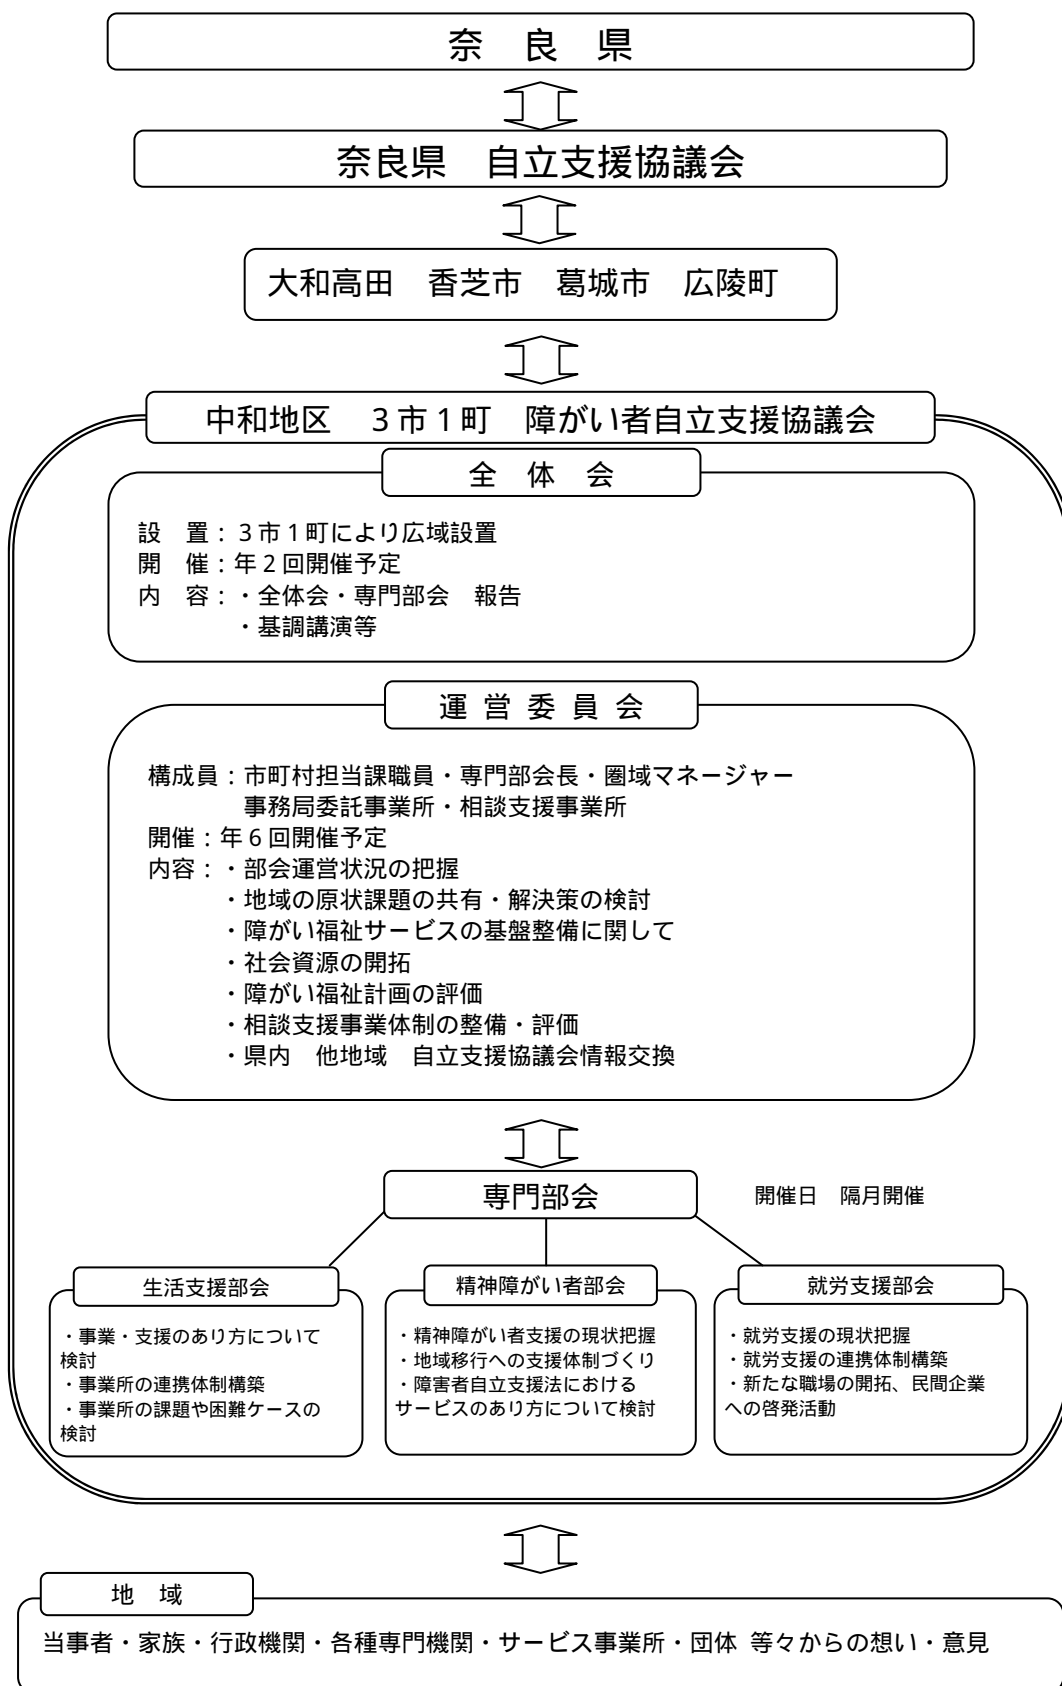 奈　良　県
奈良県　自立支援協議会
大和高田　香芝市　葛城市　広陵町
中和地区　３市１町　障がい者自立支援協議会
全　体　会
設　置：３市１町により広域設置
開　催：年２回開催予定
内　容：・全体会・専門部会　報告
・基調講演等
運 営 委 員 会
構成員：市町村担当課職員・専門部会長・圏域マネージャー
事務局委託事業所・相談支援事業所
開催：年６回開催予定
内容：・部会運営状況の把握
・地域の原状課題の共有・解決策の検討
・障がい福祉サービスの基盤整備に関して
・社会資源の開拓
・障がい福祉計画の評価
・相談支援事業体制の整備・評価
・県内　他地域　自立支援協議会情報交換
専門部会
開催日　隔月開催
生活支援部会
・事業・支援のあり方について
検討
・事業所の連携体制構築
・事業所の課題や困難ケースの
検討
精神障がい者部会
・精神障がい者支援の現状把握
・地域移行への支援体制づくり
・障害者自立支援法における
サービスのあり方について検討
就労支援部会
・就労支援の現状把握
・就労支援の連携体制構築
・新たな職場の開拓、民間企業
への啓発活動
地　域
当事者・家族・行政機関・各種専門機関・サービス事業所・団体 等々からの想い・意見